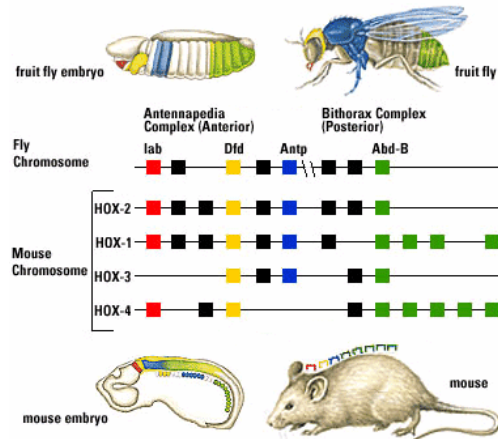 fruit fly embryo
fruit fly
Antennapedia
Complex (Anterior)
Bithorax Complex
(Posterior)
Fly
Chromosome
lab
Dfd
Antp
Abd-B
HOX-2
HOX-1
Mouse
Chromosome
HOX-3
HOX-4
mouse embryo
mouse